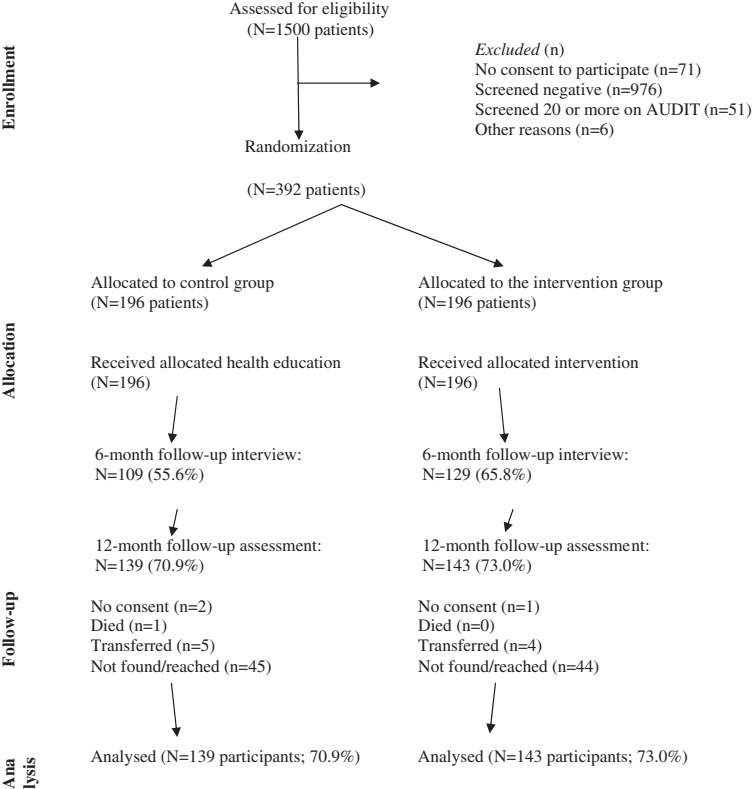 Assessed for eligibility
(N=1500 patients)
Enrollment
Excluded (n)
No consent to participate (n=71)
Screened negative (n=976)
Screened 20 or more on AUDIT (n=51)
Other reasons (n=6)
Randomization
(N=392 patients)
Allocation
Allocated to control group
(N=196 patients)
Received allocated health education
(N=196)
Allocated to the intervention group
(N=196 patients)
Received allocated intervention
(N=196)
6-month follow-up interview:
N=109 (55.6%)
6-month follow-up interview:
N=129 (65.8%)
Follow-up
12-month follow-up assessment:
N=139 (70.9%)
No consent (n=2)
Died (n=1)
Transferred (n=5)
Not found/reached (n=45)
12-month follow-up assessment:
N=143 (73.0%)
No consent (n=1)
Died (n=0)
Transferred (n=4)
Not found/reached (n=44)
Ana
lysis
Analysed (N=139 participants; 70.9%)
Analysed (N=143 participants; 73.0%)